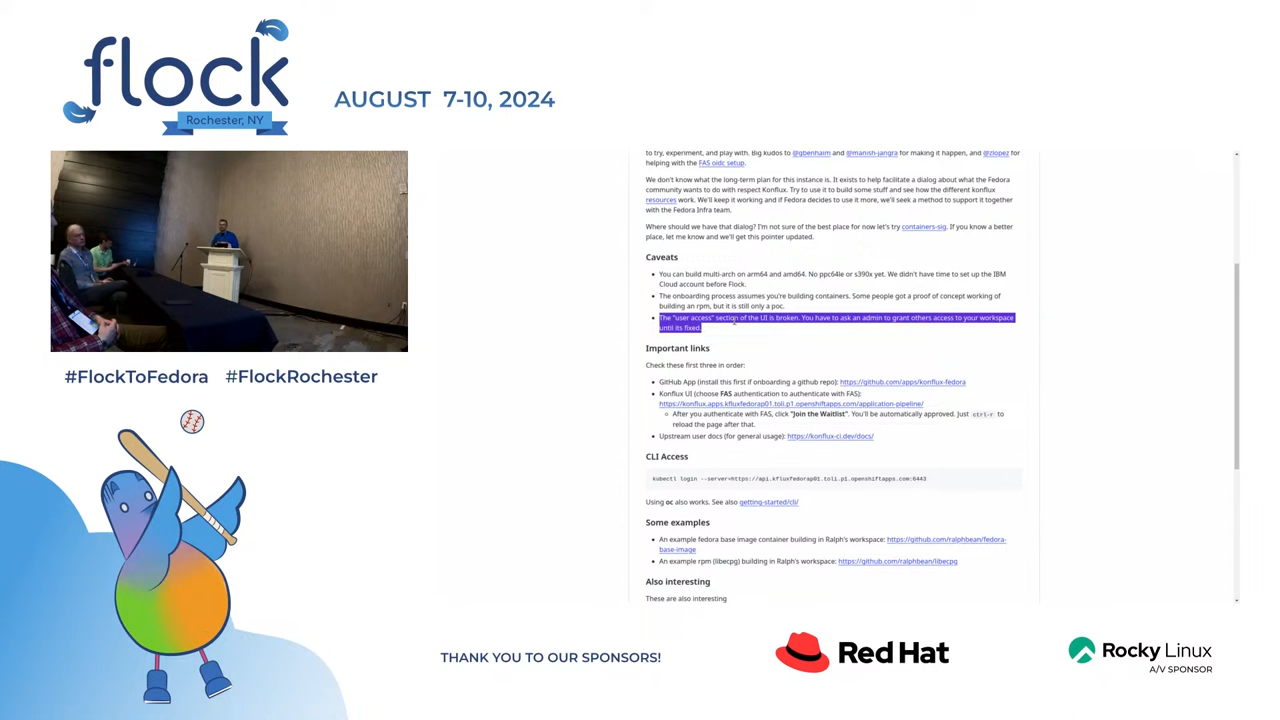 flock
Rochester, NY
AUGUST 7-10, 2024
to try, experiment, and play with. Big kudos to @gbenhaim and @manish-jangra for making it happen, and @zlopez for
helping with the FAS oidc setup.
We don't know what the long-term plan for this instance is. It exists to help facilitate a dialog about what the Fedora
community wants to do with respect Konflux. Try to use it to build some stuff and see how the different konflux
resources work. We'll keep it working and if Fedora decides to use it more, we'll seek a method to support it together
with the Fedora Infra team.
Where should we have that dialog? I'm not sure of the best place for now let's try containers-sig. If you know a better
place, let me know and we'll get this pointer updated.
Caveats
• You can build multi-arch on arm64 and amd64. No ppc64le or s390x yet. We didn't have time to set up the IBM
Cloud account before Flock.
• The onboarding process assumes you're building containers. Some people got a proof of concept working of
building an rpm, but it is still only a poc.
• The "user access" section of the UI is broken. You have to ask an admin to grant others access to your workspace
until its fixed.
Important links
Check these first three in order:
• GitHub App (install this first if onboarding a github repo): https://github.com/apps/konflux-fedora
• Konflux UI (choose FAS authentication to authenticate with FAS):
https://konflux.apps.kfluxfedorap01.toli.p1.openshiftapps.com/application-pipeline/
After you authenticate with FAS, click "Join the Waitlist". You'll be automatically approved. Just ctrl-r to
reload the page after that.
• Upstream user docs (for general usage): https://konflux-ci.dev/docs/
CLI Access
kubectl login --server=https://api.kfluxfedorap01.toli.p1.openshiftapps.com:6443
Using oc also works. See also getting-started/cli/
Some examples
• An example fedora base image container building in Ralph's workspace: https://github.com/ralphbean/fedora-
base-image
• An example rpm (libecpg) building in Ralph's workspace: https://github.com/ralphbean/libecpg
Also interesting
These are also interesting
#FlockToFedora #FlockRochester
THANK YOU TO OUR SPONSORS!
Red Hat
Rocky Linux
A/V SPONSOR